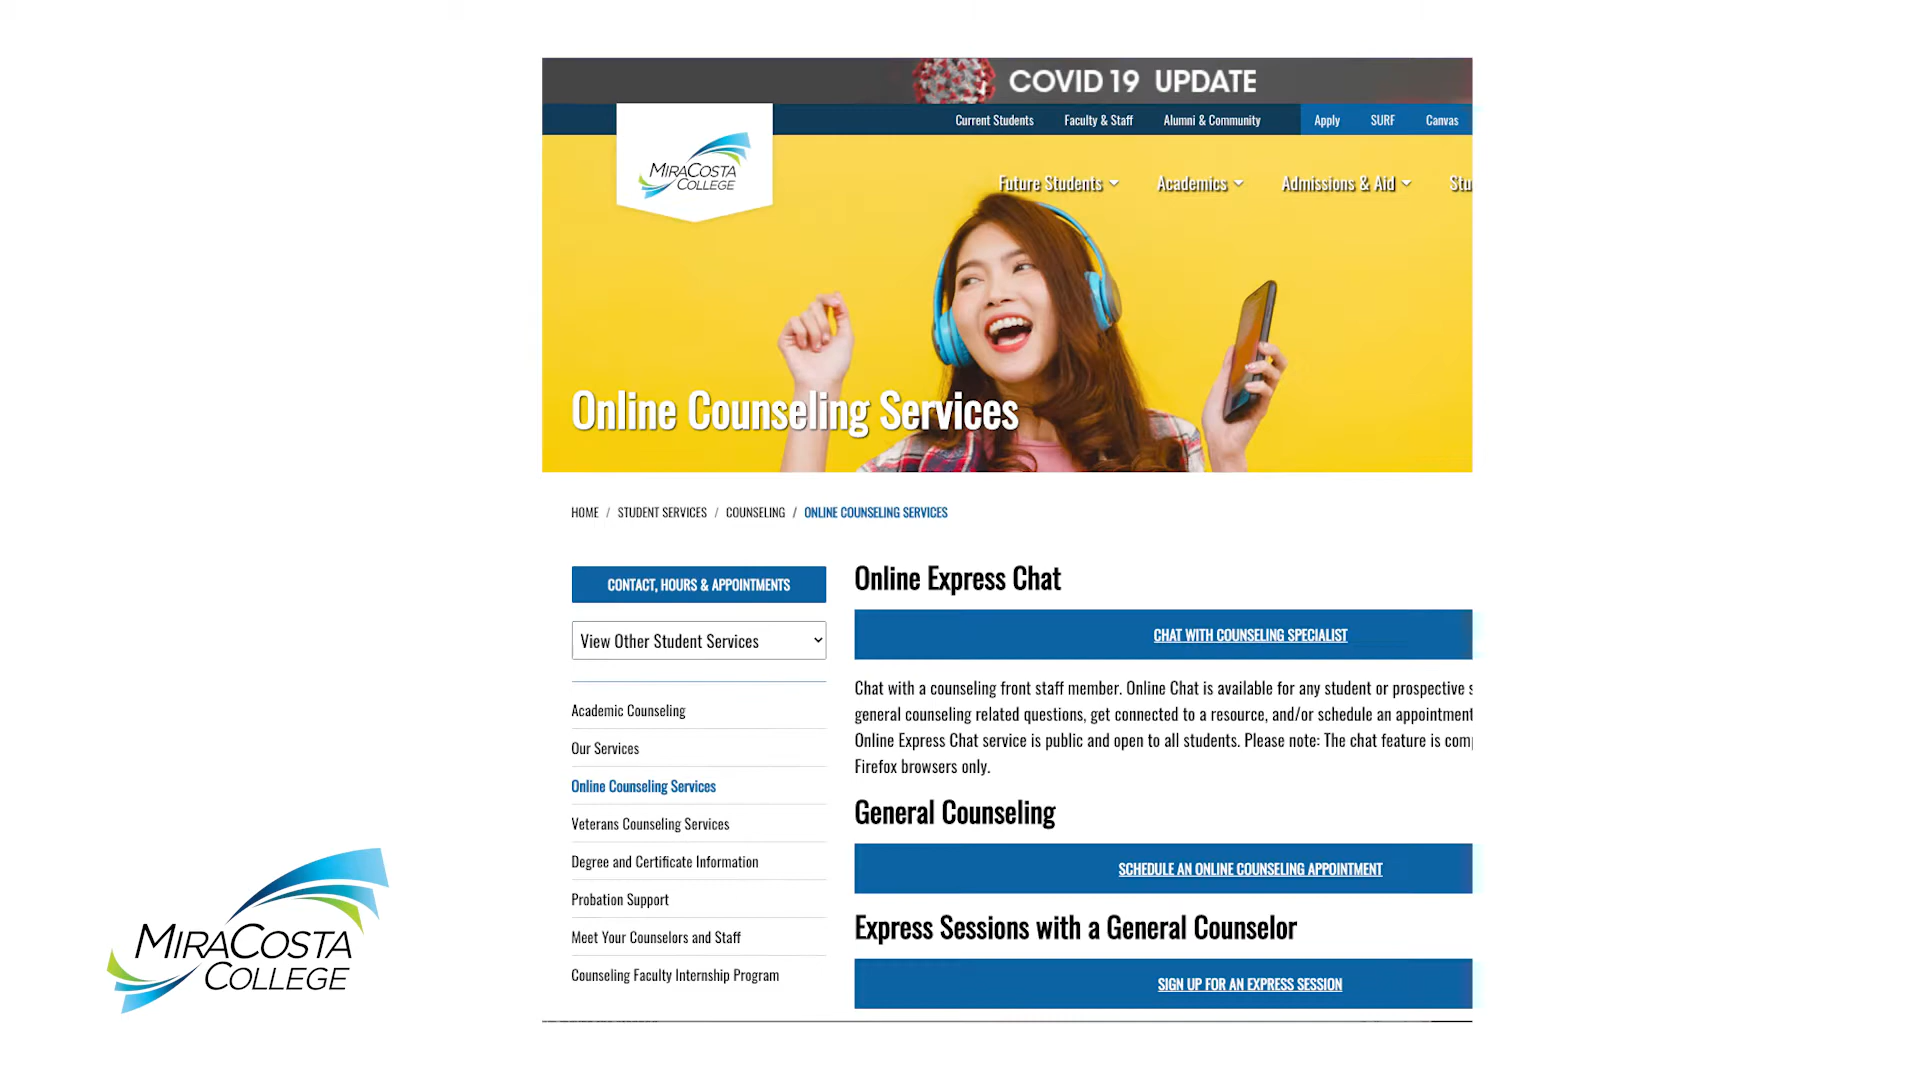 COVID 19 UPDATE
Current Students Faculty & Staff Alumni & Community Apply SURF Canvas
MIRACOSTA
COLLEGE
Future Students Academics Admissions & Aid Stu
Online Counseling Services
HOME / STUDENT SERVICES / COUNSELING / ONLINE COUNSELING SERVICES
CONTACT, HOURS & APPOINTMENTS
View Other Student Services
Academic Counseling
Our Services
Online Counseling Services
Veterans Counseling Services
Degree and Certificate Information
Probation Support
Meet Your Counselors and Staff
Counseling Faculty Internship Program
Online Express Chat
CHAT WITH COUNSELING SPECIALIST
Chat with a counseling front staff member. Online Chat is available for any student or prospective s
general counseling related questions, get connected to a resource, and/or schedule an appointment
Online Express Chat service is public and open to all students. Please note: The chat feature is comp
Firefox browsers only.
General Counseling
SCHEDULE AN ONLINE COUNSELING APPOINTMENT
Express Sessions with a General Counselor
SIGN UP FOR AN EXPRESS SESSION
MIRACOSTA
COLLEGE